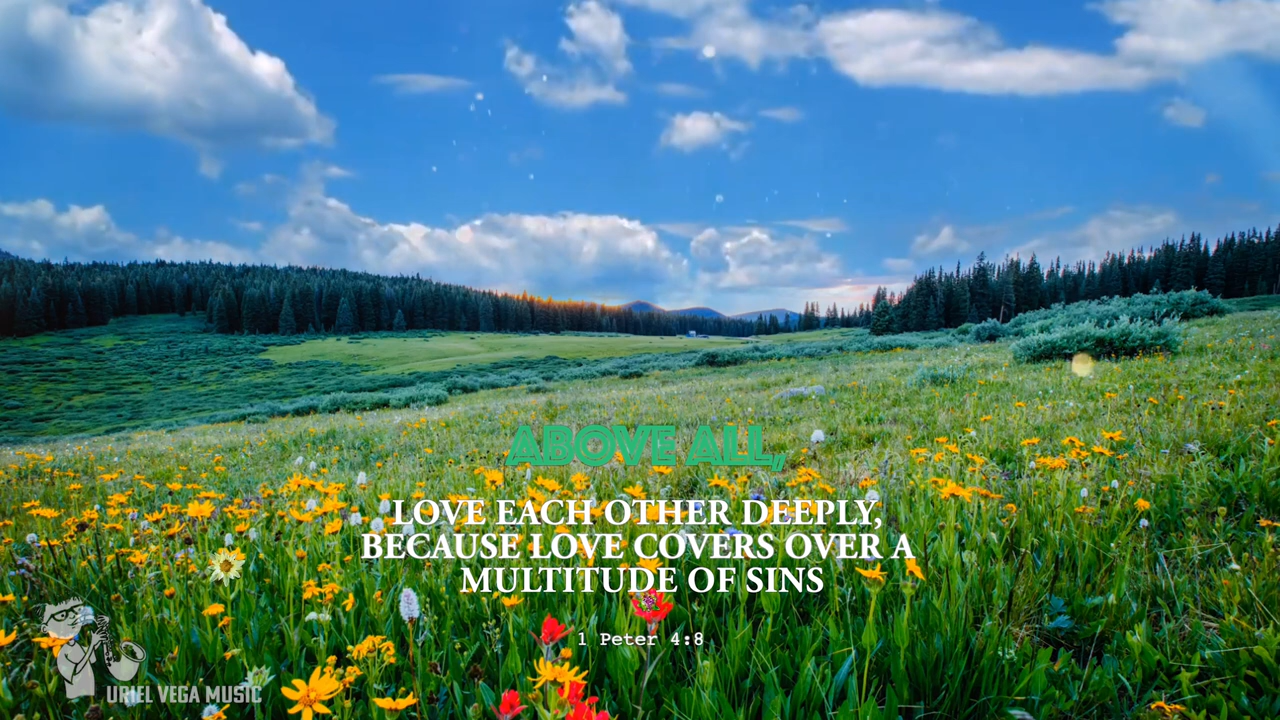 ABOVE ALL,
LOVE EACH OTHER DEEPLY,
BECAUSE LOVE COVERS OVER A
MULTITUDE OF SINS
1 Peter 4:8
URIEL VEGA MUSIC